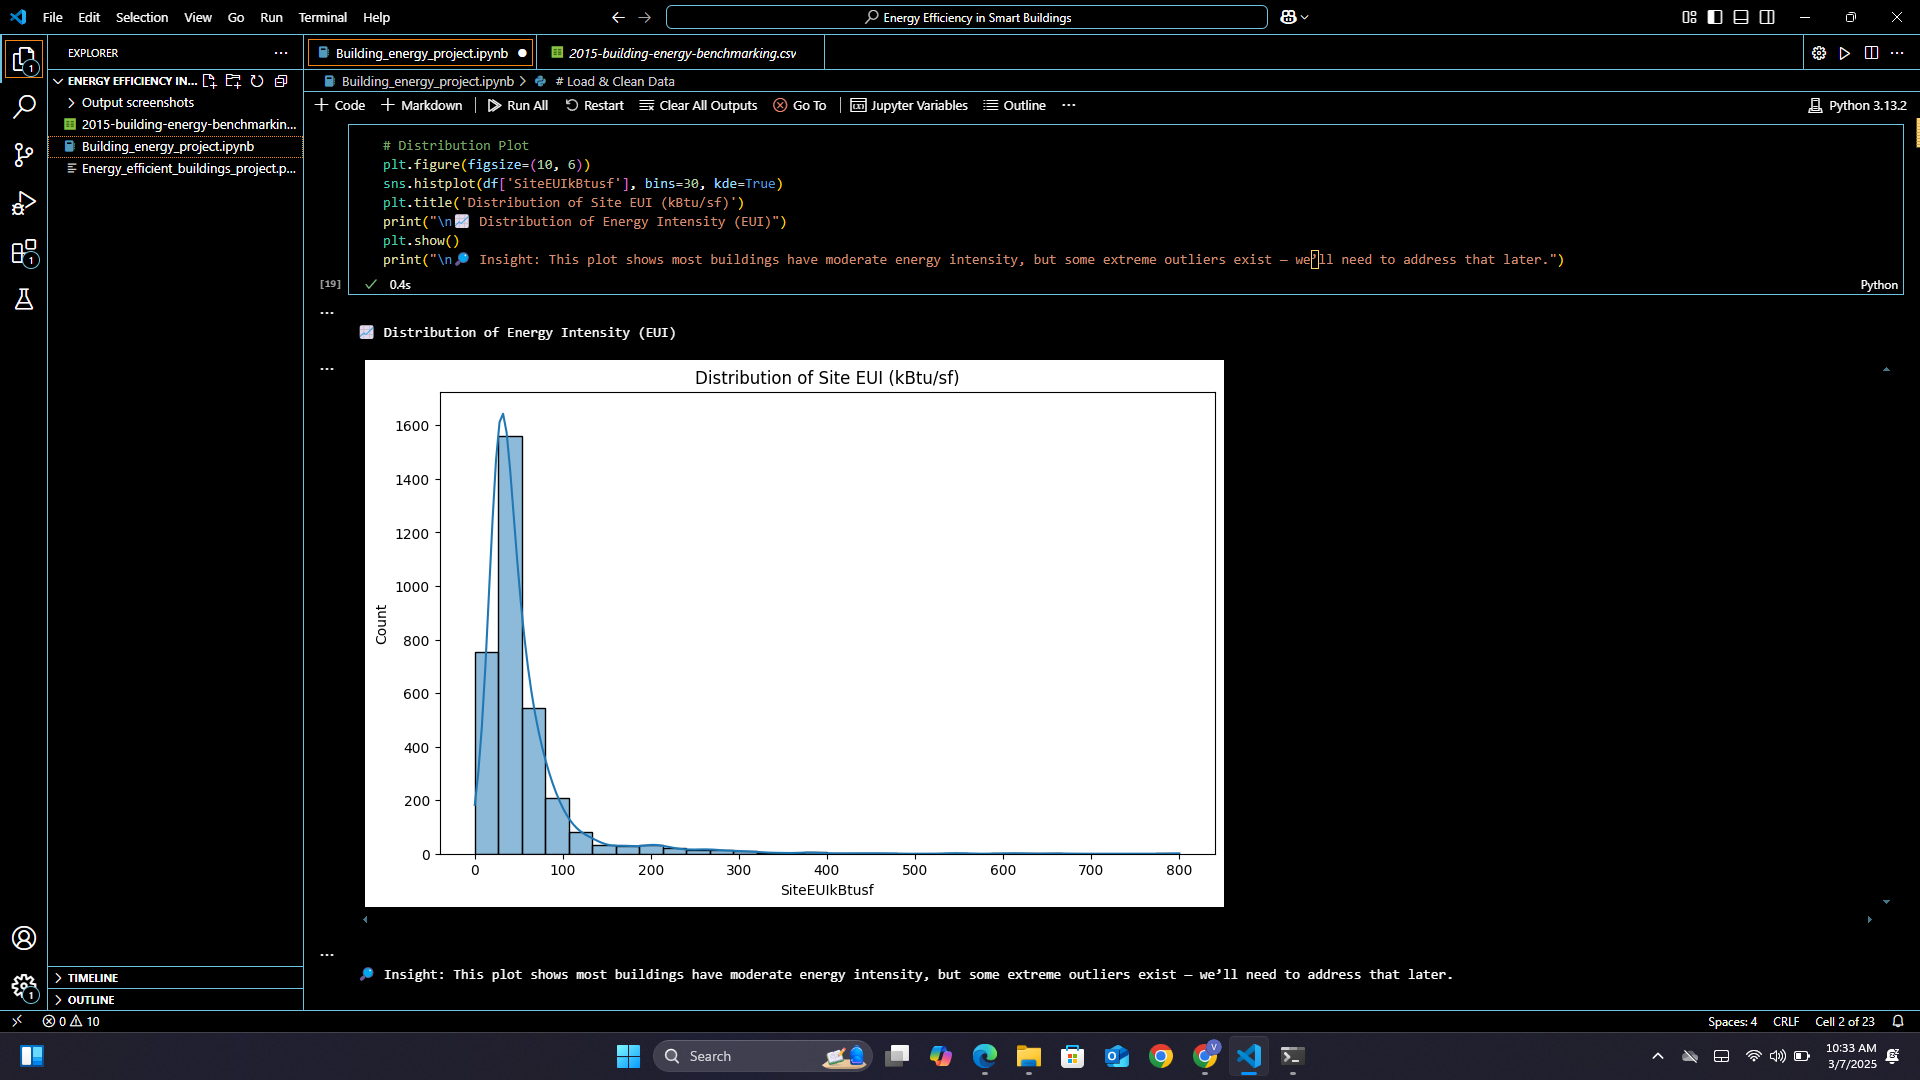 File Edit Selection View Go Run Terminal Help
Energy Efficiency in Smart Buildings
EXPLORER
ENERGY EFFICIENCY IN...
Output screenshots
2015-building-energy-benchmarkin...
Building_energy_project.ipynb
Energy_efficient_buildings_project.p...
1
1
Building_energy_project.ipynb
2015-building-energy-benchmarking.csv
Building_energy_project.ipynb > # Load & Clean Data
Code Markdown Run All Restart Clear All Outputs Go To Jupyter Variables Outline ...
Python 3.13.2
# Distribution Plot
plt.figure(figsize=(10, 6))
sns.histplot(df['SiteEUIkBtusf'], bins=30, kde=True)
plt.title('Distribution of Site EUI (kBtu/sf)')
print("\n📈 Distribution of Energy Intensity (EUI)")
plt.show()
print("\n🔎 Insight: This plot shows most buildings have moderate energy intensity, but some extreme outliers exist — we’ll need to address that later.")
[19] 0.4s
Python
📈 Distribution of Energy Intensity (EUI)
Distribution of Site EUI (kBtu/sf)
1600
1400
1200
1000
800
600
400
200
0
Count
0 100 200 300 400 500 600 700 800
SiteEUIkBtusf
🔎 Insight: This plot shows most buildings have moderate energy intensity, but some extreme outliers exist — we’ll need to address that later.
TIMELINE
OUTLINE
1
0 10
Spaces: 4 CRLF Cell 2 of 23
Search
V
10:33 AM
3/7/2025